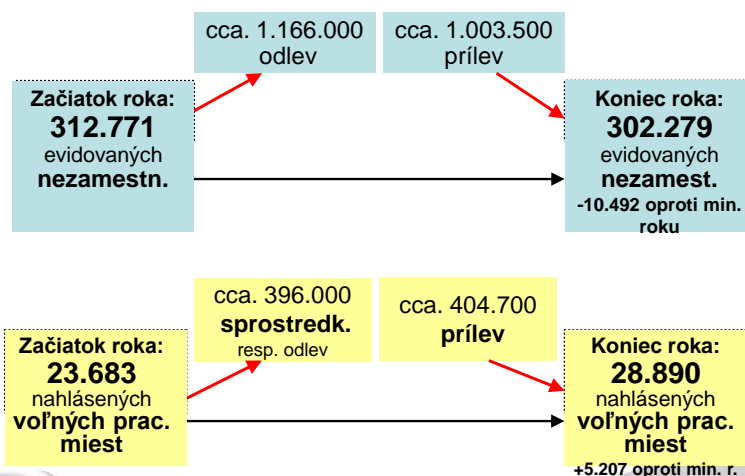 cca. 1.166.000
odlev
cca. 1.003.500
prílev
Začiatok roka:
312.771
evidovaných
nezamestn.
Koniec roka:
302.279
evidovaných
nezamest.
-10.492 oproti min.
roku
cca. 396.000
sprostredk.
resp. odlev
cca. 404.700
prílev
Začiatok roka:
23.683
nahlásených
voľných prac.
miest
Koniec roka:
28.890
nahlásených
voľných prac.
miest
+5.207 oproti min. r.